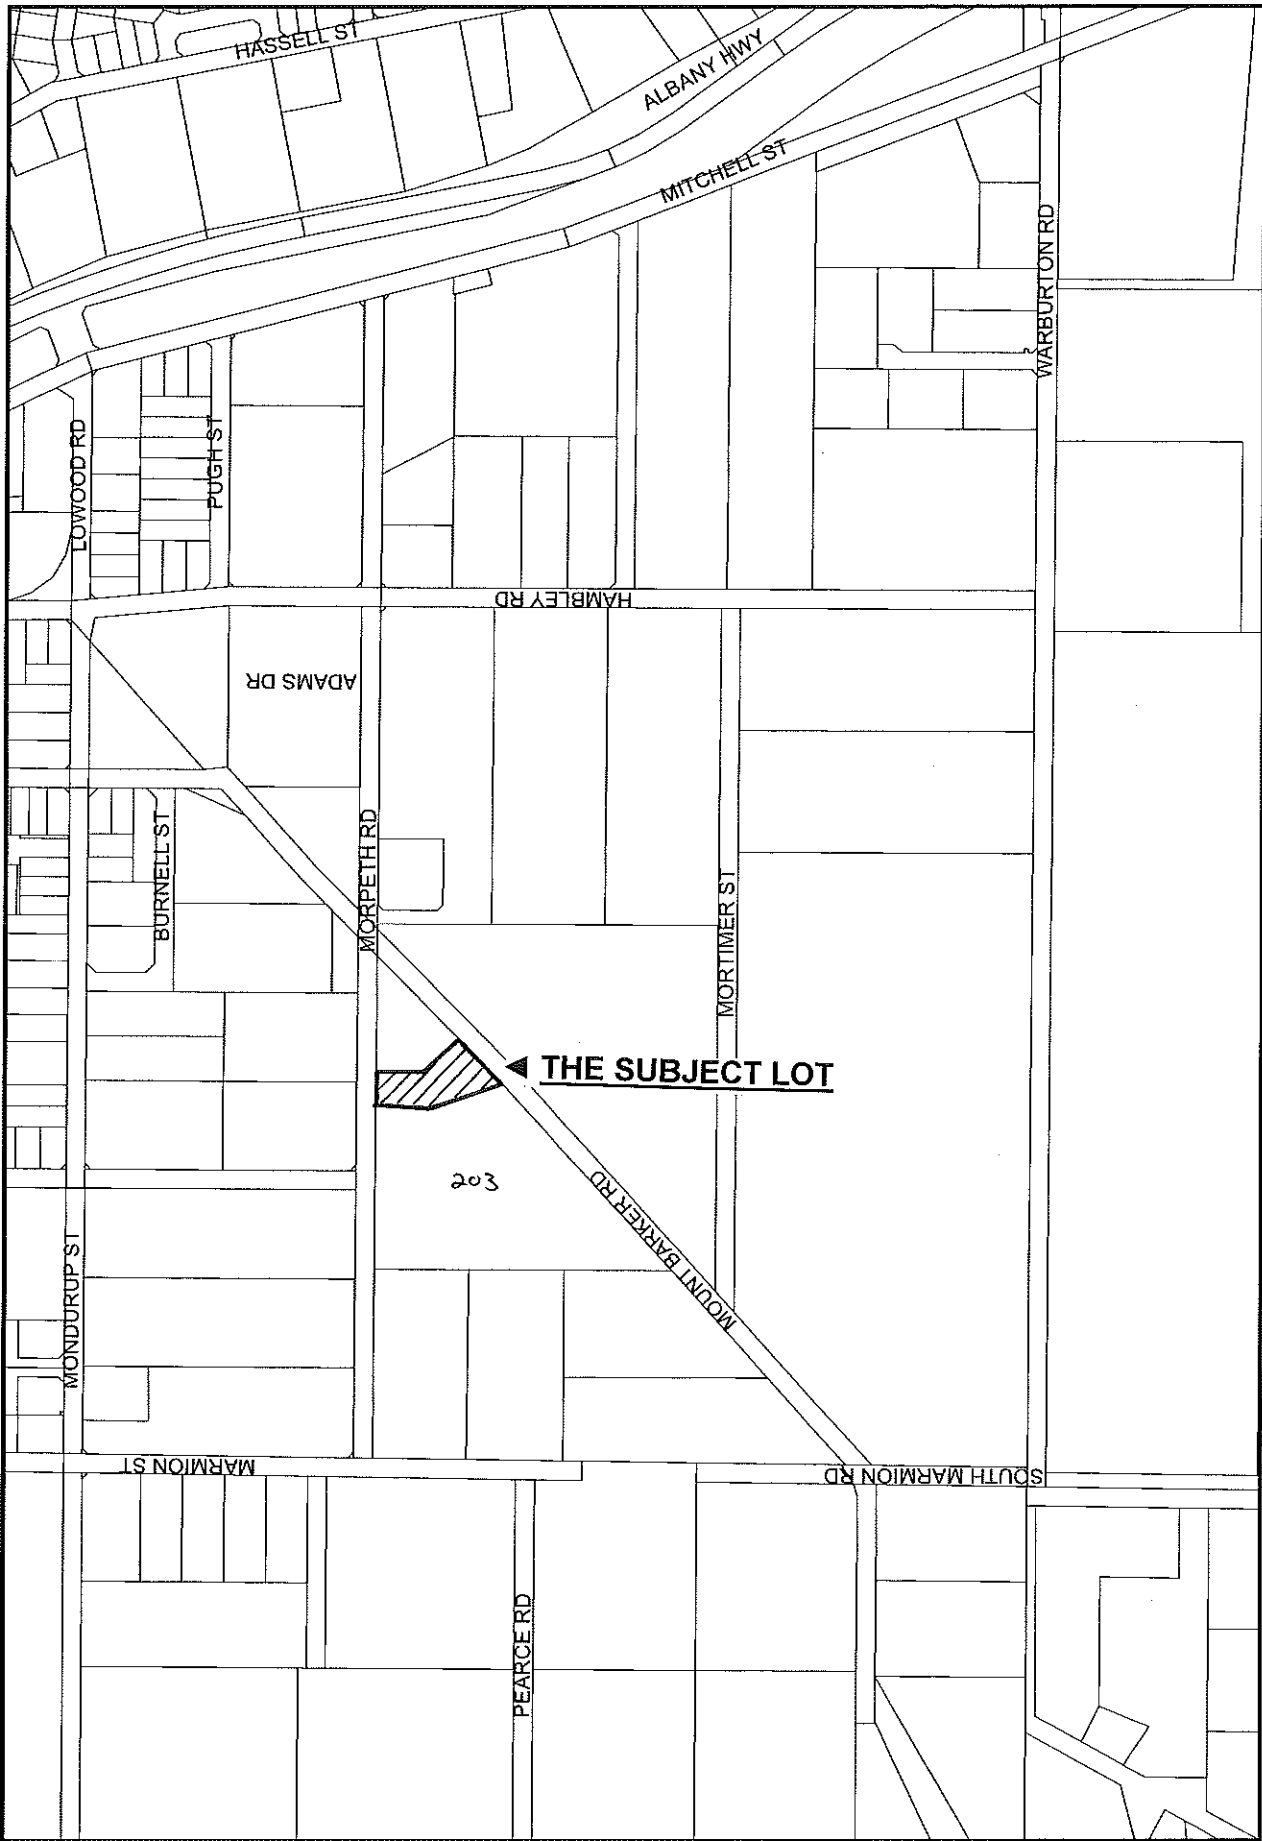 HASSELL ST
ALBANY HWY
MITCHELL ST
WARBURTON RD
LOWOOD RD
PUGH ST
HAMBLEY RD
ADAMS DR
BURNELL ST
MORPETH RD
MORTIMER ST
THE SUBJECT LOT
203
MOUNT BARKER RD
MONDURUP ST
MARMION ST
SOUTH MARMION RD
PEARCE RD